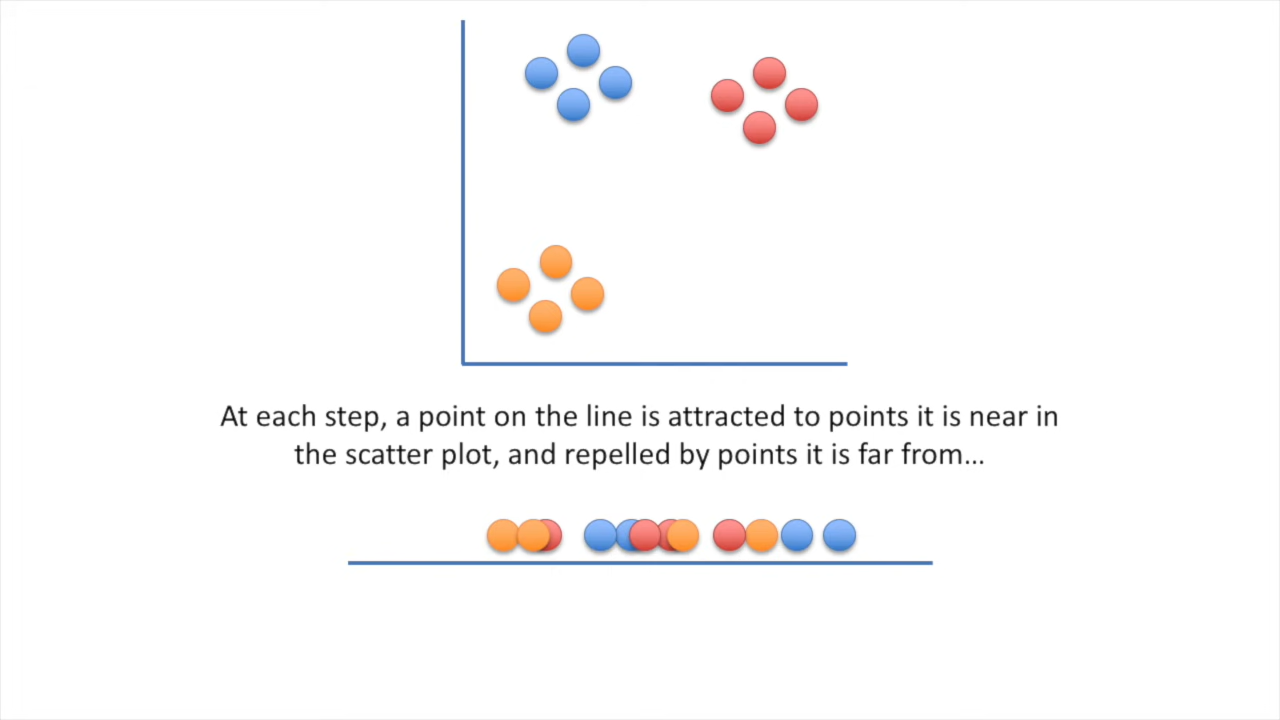 At each step, a point on the line is attracted to points it is near in
the scatter plot, and repelled by points it is far from...